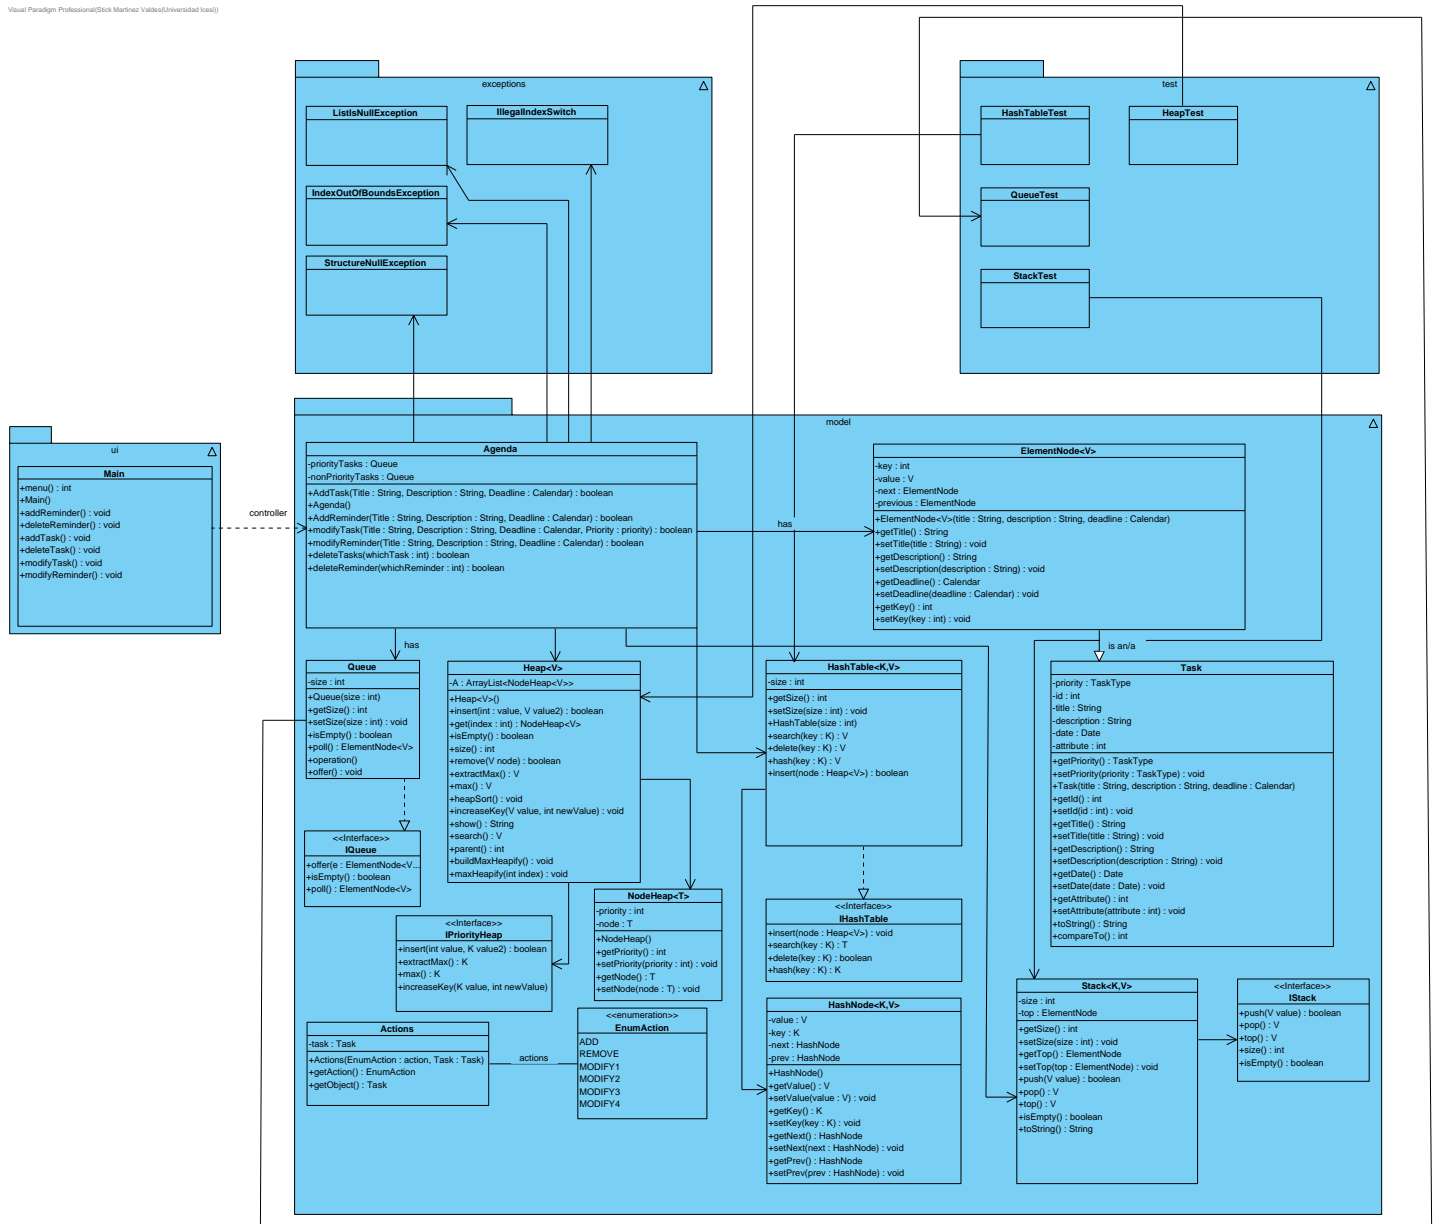 Visual Paradigm Professional(Stick Martinez Valdes(Universidad Icesi))
exceptions
ListIsNullException
IllegalIndexSwitch
IndexOutOfBoundsException
StructureNullException
test
HashTableTest
HeapTest
QueueTest
StackTest
ui
Main
+menu() : int
+Main()
+addReminder() : void
+deleteReminder() : void
+addTask() : void
+deleteTask() : void
+modifyTask() : void
+modifyReminder() : void
controller
model
Agenda
-priorityTasks : Queue
-nonPriorityTasks : Queue
+AddTask(Title : String, Description : String, Deadline : Calendar) : boolean
+Agenda()
+AddReminder(Title : String, Description : String, Deadline : Calendar) : boolean
+modifyTask(Title : String, Description : String, Deadline : Calendar, Priority : priority) : boolean
+modifyReminder(Title : String, Description : String, Deadline : Calendar) : boolean
+deleteTasks(whichTask : int) : boolean
+deleteReminder(whichReminder : int) : boolean
has
ElementNode<V>
-key : int
-value : V
-next : ElementNode
-previous : ElementNode
+ElementNode<V>(title : String, description : String, deadline : Calendar)
+getTitle() : String
+setTitle(title : String) : void
+getDescription() : String
+setDescription(description : String) : void
+getDeadline() : Calendar
+setDeadline(deadline : Calendar) : void
+getKey() : int
+setKey(key : int) : void
has
is an/a
Queue
-size : int
+Queue(size : int)
+getSize() : int
+setSize(size : int) : void
+isEmpty() : boolean
+poll() : ElementNode<V>
+operation()
+offer() : void
Heap<V>
-A : ArrayList<NodeHeap<V>>
+Heap<V>()
+insert(int : value, V value2) : boolean
+get(index : int) : NodeHeap<V>
+isEmpty() : boolean
+size() : int
+remove(V node) : boolean
+extractMax() : V
+max() : V
+heapSort() : void
+increaseKey(V value, int newValue) : void
+show() : String
+search() : V
+parent() : int
+buildMaxHeapify() : void
+maxHeapify(int index) : void
HashTable<K,V>
-size : int
+getSize() : int
+setSize(size : int) : void
+HashTable(size : int)
+search(key : K) : V
+delete(key : K) : V
+hash(key : K) : V
+insert(node : Heap<V>) : boolean
Task
-priority : TaskType
-id : int
-title : String
-description : String
-date : Date
-attribute : int
+getPriority() : TaskType
+setPriority(priority : TaskType) : void
+Task(title : String, description : String, deadline : Calendar)
+getId() : int
+setId(id : int) : void
+getTitle() : String
+setTitle(title : String) : void
+getDescription() : String
+setDescription(description : String) : void
+getDate() : Date
+setDate(date : Date) : void
+getAttribute() : int
+setAttribute(attribute : int) : void
+toString() : String
+compareTo() : int
<<Interface>>
IQueue
+offer(e : ElementNode<V...
+isEmpty() : boolean
+poll() : ElementNode<V>
<<Interface>>
IPriorityHeap
+insert(int value, K value2) : boolean
+extractMax() : K
+max() : K
+increaseKey(K value, int newValue)
NodeHeap<T>
-priority : int
-node : T
+NodeHeap()
+getPriority() : int
+setPriority(priority : int) : void
+getNode() : T
+setNode(node : T) : void
<<Interface>>
IHashTable
+insert(node : Heap<V>) : void
+search(key : K) : T
+delete(key : K) : boolean
+hash(key : K) : K
Actions
-task : Task
+Actions(EnumAction : action, Task : Task)
+getAction() : EnumAction
+getObject() : Task
actions
<<enumeration>>
EnumAction
ADD
REMOVE
MODIFY1
MODIFY2
MODIFY3
MODIFY4
HashNode<K,V>
-value : V
-key : K
-next : HashNode
-prev : HashNode
+HashNode()
+getValue() : V
+setValue(value : V) : void
+getKey() : K
+setKey(key : K) : void
+getNext() : HashNode
+setNext(next : HashNode) : void
+getPrev() : HashNode
+setPrev(prev : HashNode) : void
Stack<K,V>
-size : int
-top : ElementNode
+getSize() : int
+setSize(size : int) : void
+getTop() : ElementNode
+setTop(top : ElementNode) : void
+push(V value) : boolean
+pop() : V
+top() : V
+isEmpty() : boolean
+toString() : String
<<Interface>>
IStack
+push(V value) : boolean
+pop() : V
+top() : V
+size() : int
+isEmpty() : boolean